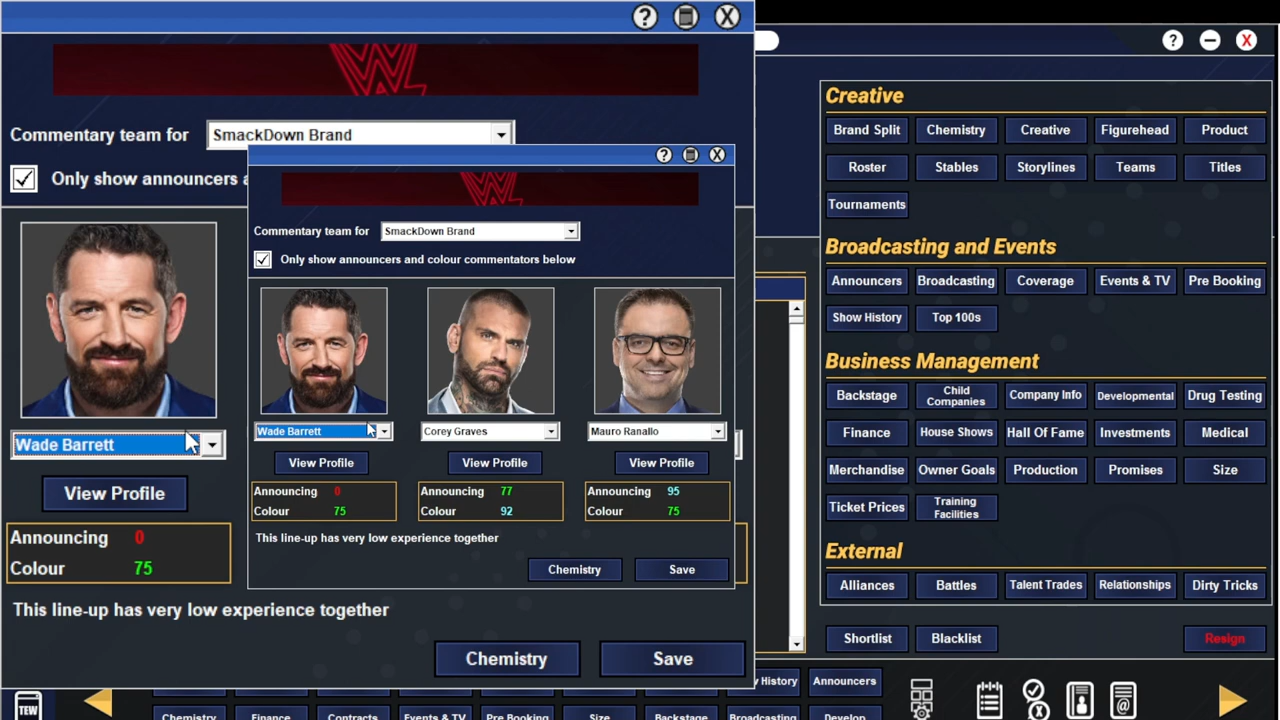 Commentary team for
SmackDown Brand
Only show announcers a
Wade Barrett
View Profile
Announcing 0
Colour 75
This line-up has very low experience together
Chemistry
Save
Commentary team for
SmackDown Brand
Only show announcers and colour commentators below
Wade Barrett
Corey Graves
Mauro Ranallo
View Profile
View Profile
View Profile
Announcing 0
Colour 75
Announcing 77
Colour 92
Announcing 95
Colour 75
This line-up has very low experience together
Chemistry
Save
Creative
Brand Split
Chemistry
Creative
Figurehead
Product
Roster
Stables
Storylines
Teams
Titles
Tournaments
Broadcasting and Events
Announcers
Broadcasting
Coverage
Events & TV
Pre Booking
Show History
Top 100s
Business Management
Backstage
Child
Companies
Company Info
Developmental
Drug Testing
Finance
House Shows
Hall Of Fame
Investments
Medical
Merchandise
Owner Goals
Production
Promises
Size
Ticket Prices
Training
Facilities
External
Alliances
Battles
Talent Trades
Relationships
Dirty Tricks
Shortlist
Blacklist
Resign
TEW
History
Announcers
Chemistry
Finance
Contracts
Events & TV
Pre Booking
Size
Backstage
Broadcasting
Develop